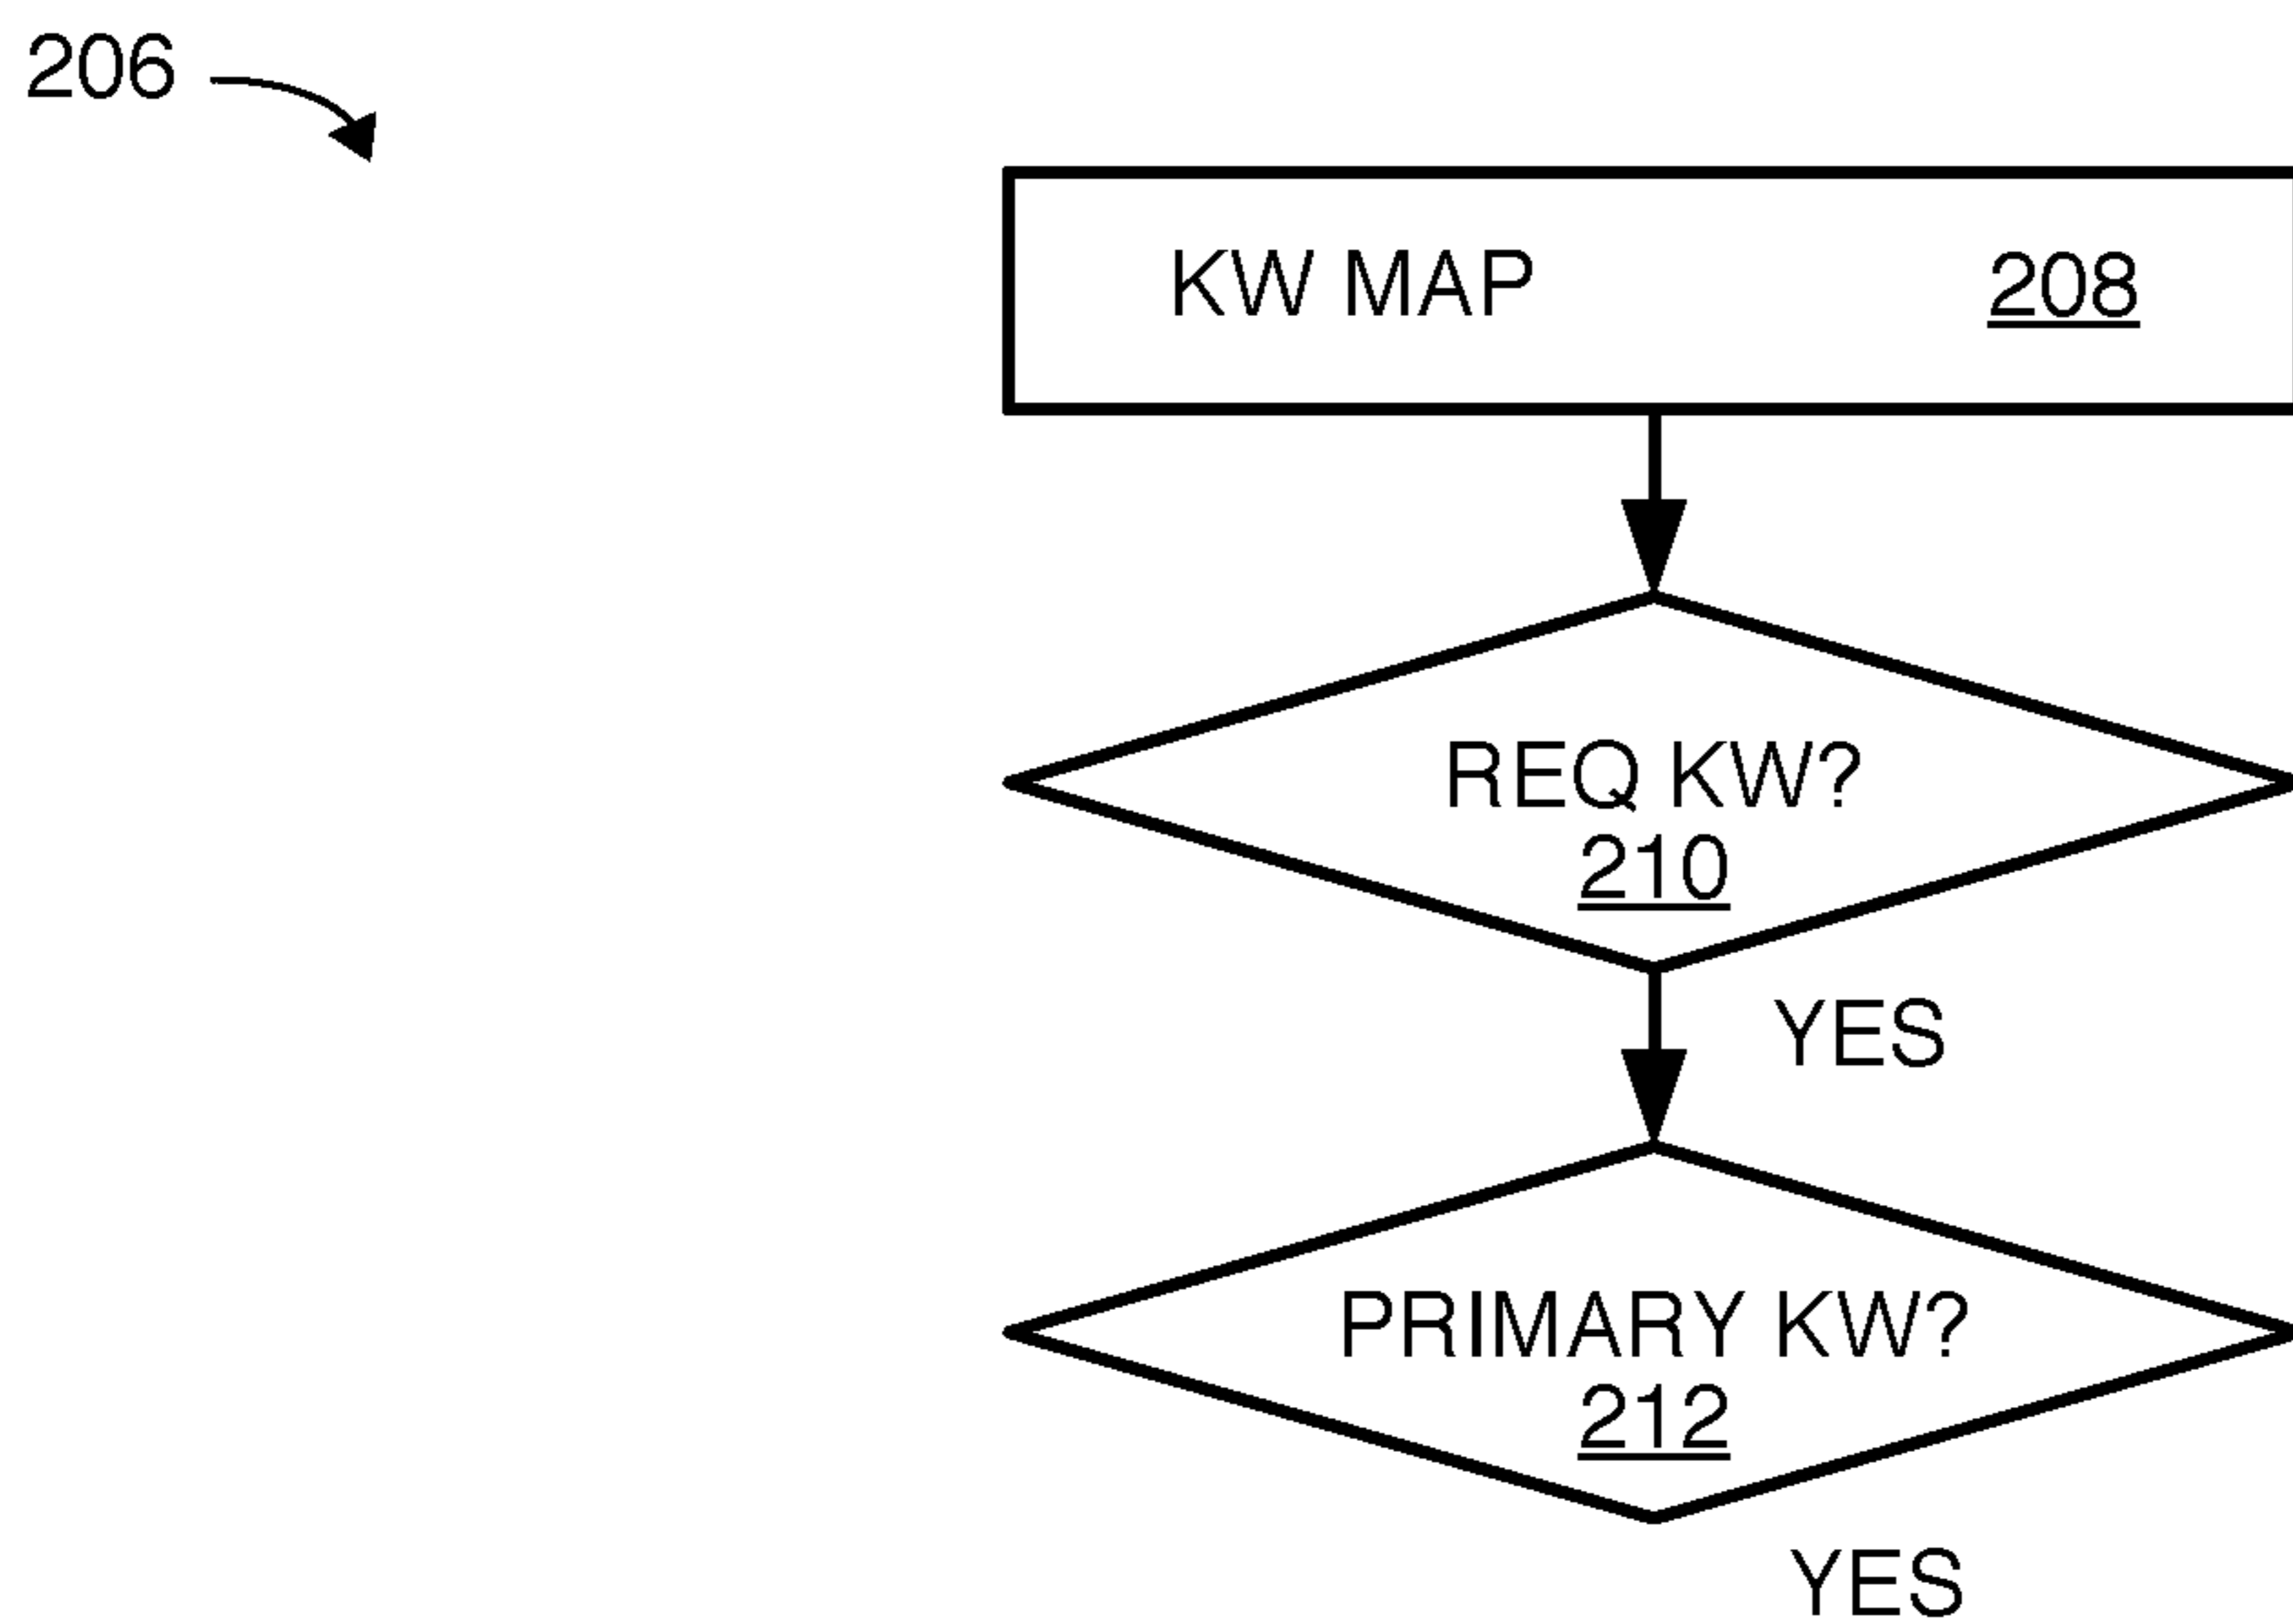 206
KW MAP 208
REQ KW?
210
YES
PRIMARY KW?
212
YES